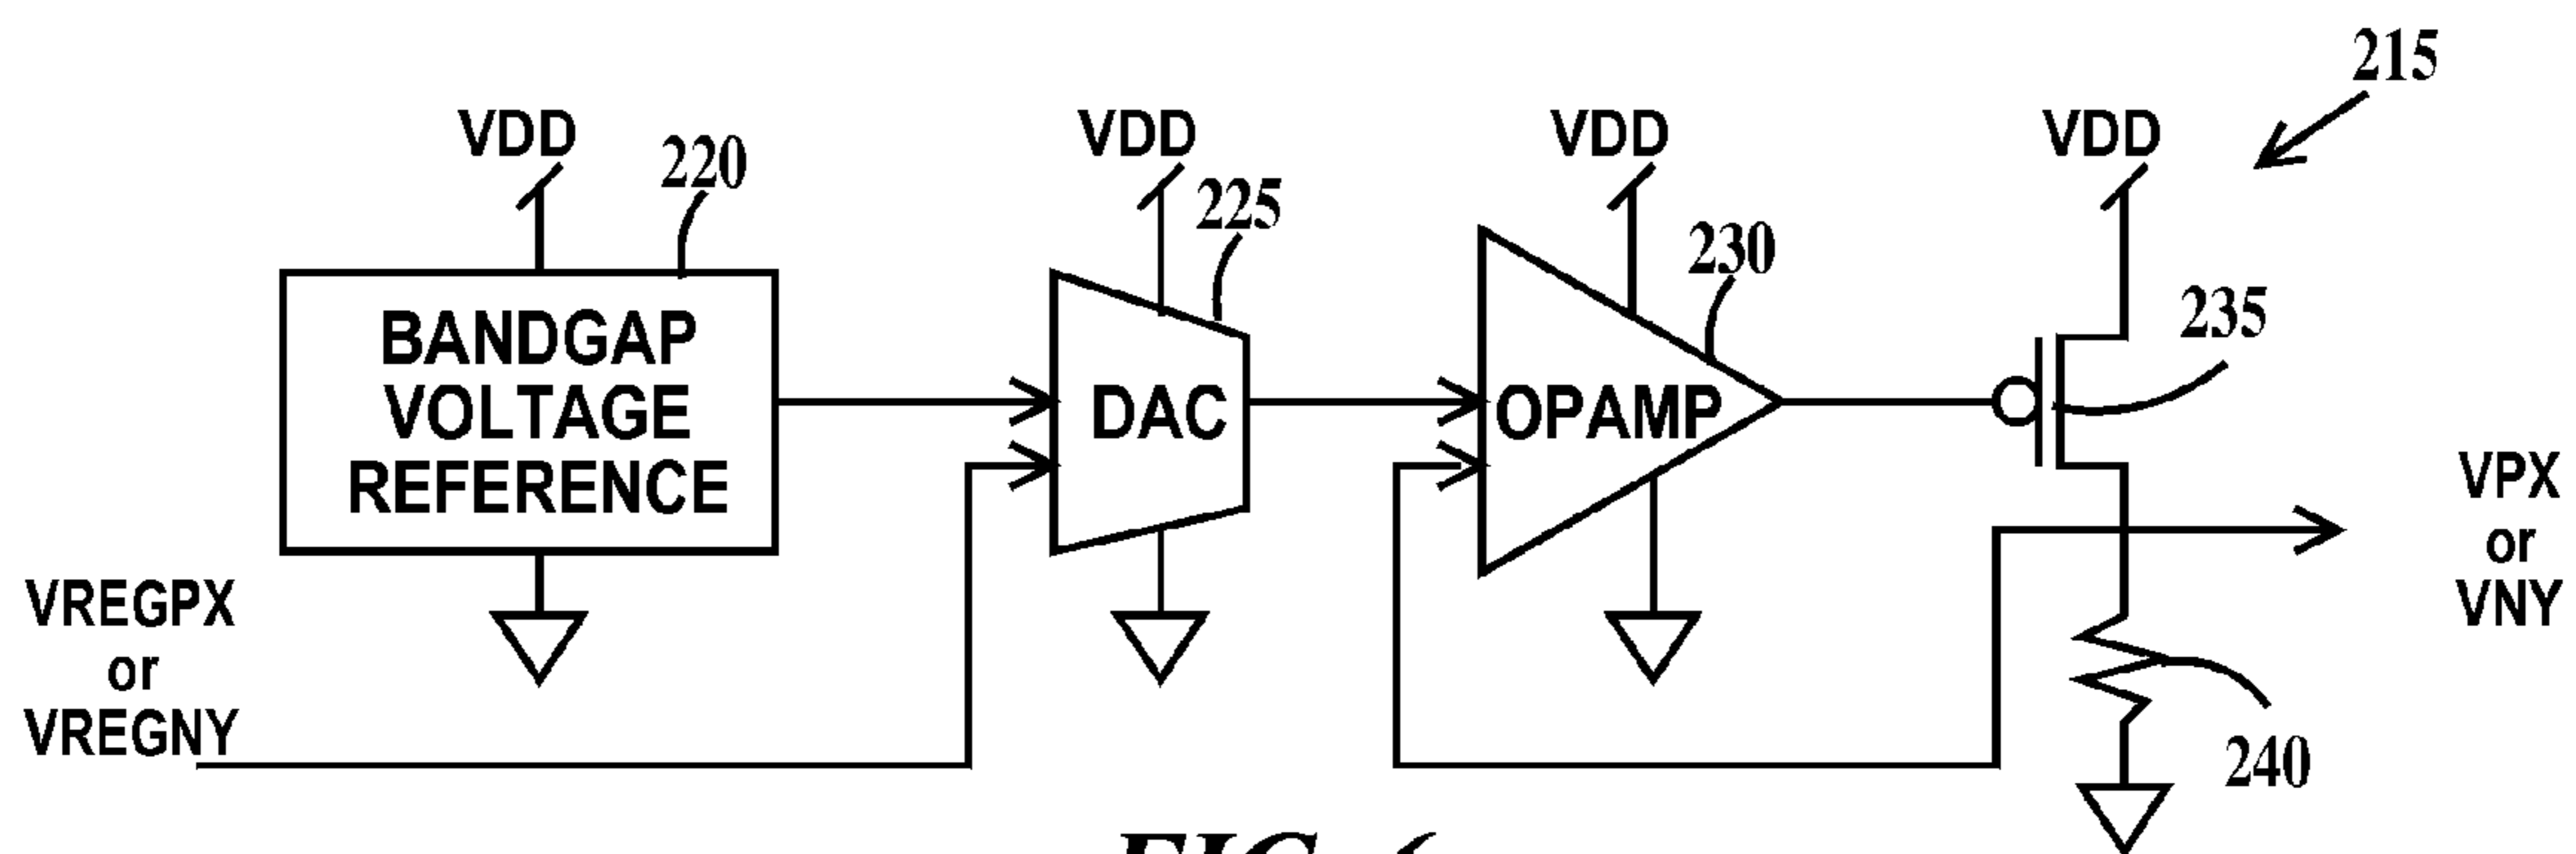 215
VDD
VDD
VDD
VDD
220
225
230
235
BANDGAP
VOLTAGE
REFERENCE
DAC
OPAMP
VPX
or
VNY
VREGPX
or
VREGNY
240